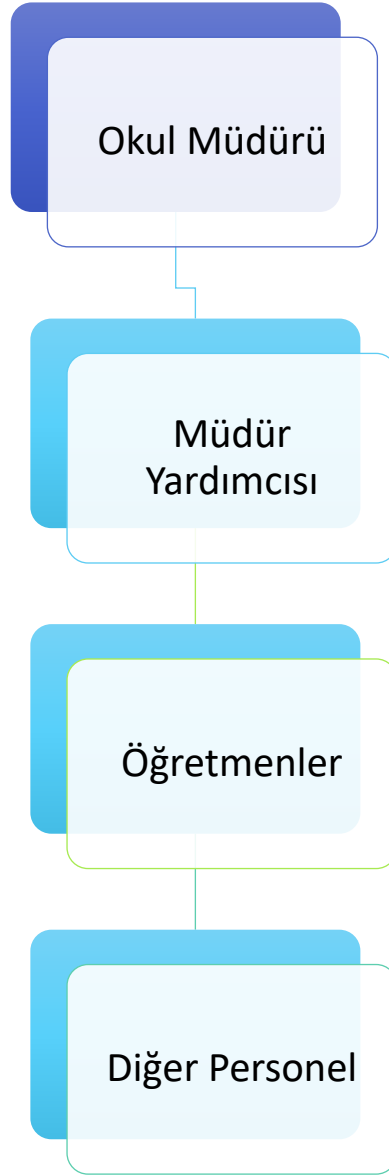 Okul Müdürü
Müdür
Yardımcısı
Öğretmenler
Diğer Personel